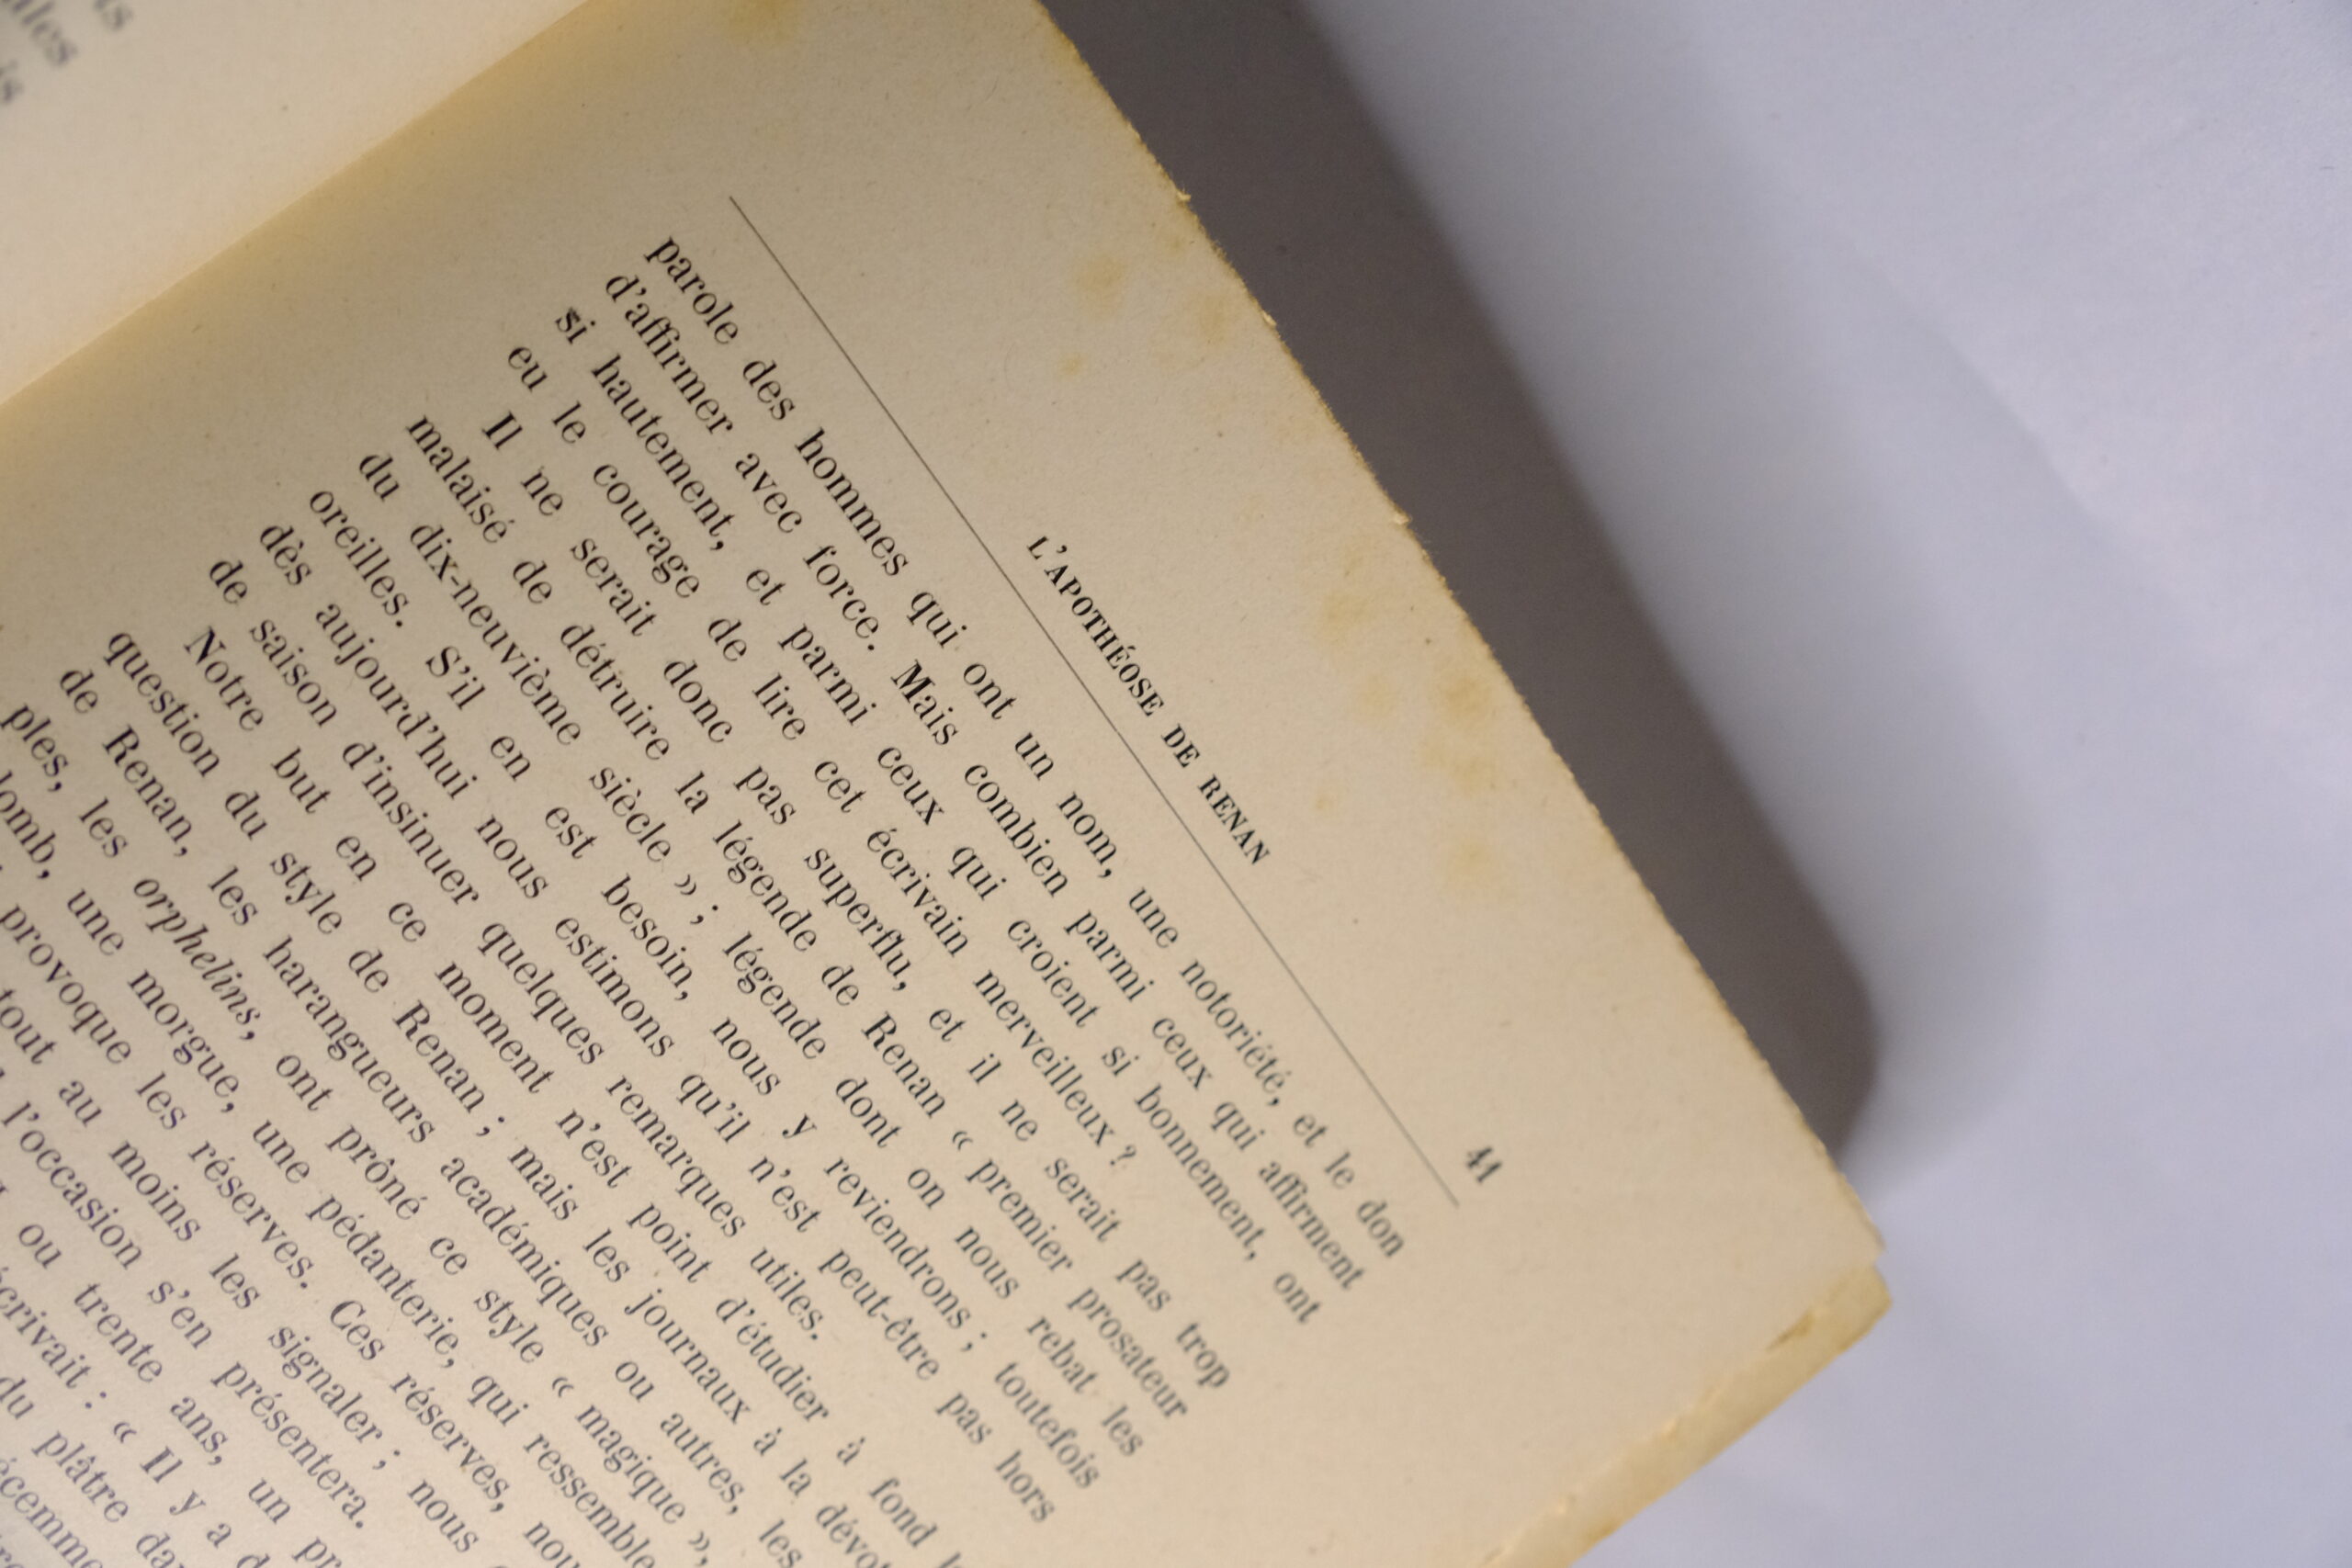 L'APOTHÉOSE DE RENAN 41
parole des hommes qui ont un nom, une notoriété, et le don
d'affirmer avec force. Mais combien parmi ceux qui affirment
si hautement, et parmi ceux qui croient si bonnement, ont
eu le courage de lire cet écrivain merveilleux ?
Il ne serait donc pas superflu, et il ne serait pas trop
malaisé de détruire la légende de Renan « premier prosateur
du dix-neuvième siècle » ; légende dont on nous rebat les
oreilles. S'il en est besoin, nous y reviendrons ; toutefois
dès aujourd'hui nous estimons qu'il n'est peut-être pas hors
de saison d'insinuer quelques remarques utiles.
Notre but en ce moment n'est point d'étudier à fond
question du style de Renan ; mais les journaux à la
de Renan, les harangueurs académiques ou autres, les
ples, les orphelins, ont prôné ce style « magique »,
une morgue, une pédanterie, qui
provoque les réserves. Ces réserves,
tout au moins les signaler ; nous
l'occasion s'en présentera.
ou trente ans, un
: « Il y a
du plâtre